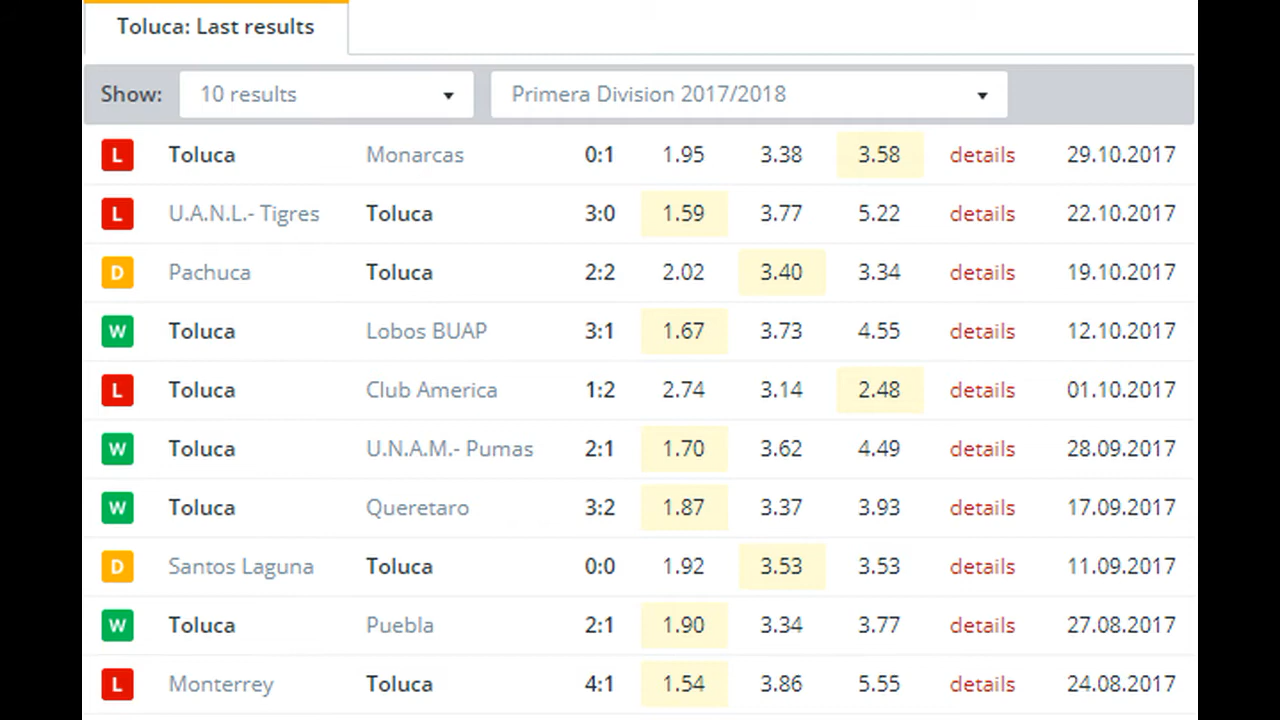 Toluca: Last results
Show: 10 results Primera Division 2017/2018
L Toluca Monarcas 0:1 1.95 3.38 3.58 details 29.10.2017
L U.A.N.L.- Tigres Toluca 3:0 1.59 3.77 5.22 details 22.10.2017
D Pachuca Toluca 2:2 2.02 3.40 3.34 details 19.10.2017
W Toluca Lobos BUAP 3:1 1.67 3.73 4.55 details 12.10.2017
L Toluca Club America 1:2 2.74 3.14 2.48 details 01.10.2017
W Toluca U.N.A.M.- Pumas 2:1 1.70 3.62 4.49 details 28.09.2017
W Toluca Queretaro 3:2 1.87 3.37 3.93 details 17.09.2017
D Santos Laguna Toluca 0:0 1.92 3.53 3.53 details 11.09.2017
W Toluca Puebla 2:1 1.90 3.34 3.77 details 27.08.2017
L Monterrey Toluca 4:1 1.54 3.86 5.55 details 24.08.2017